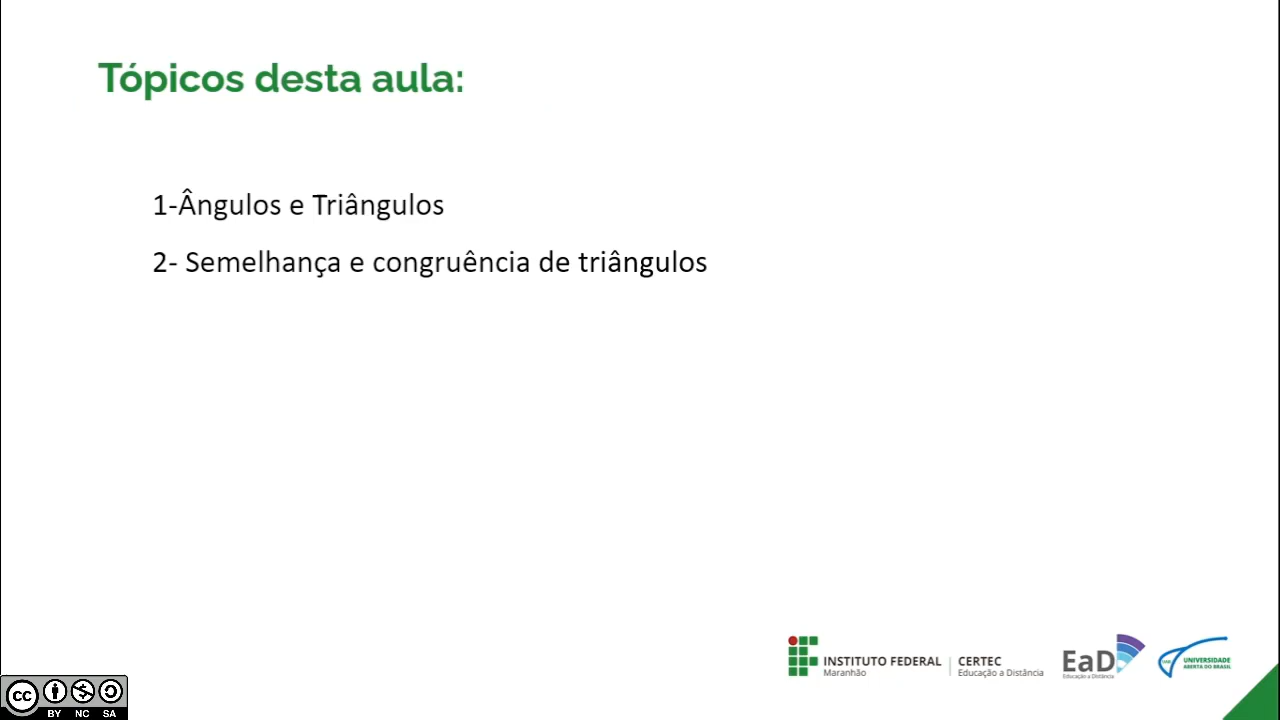 Tópicos desta aula:
1-Ângulos e Triângulos
2- Semelhança e congruência de triângulos
INSTITUTO FEDERAL
Maranhão
CERTEC
Educação a Distância
EaD
Educação a Distância
UNIVERSIDADE
ABERTA DO BRASIL
cc
BY NC SA